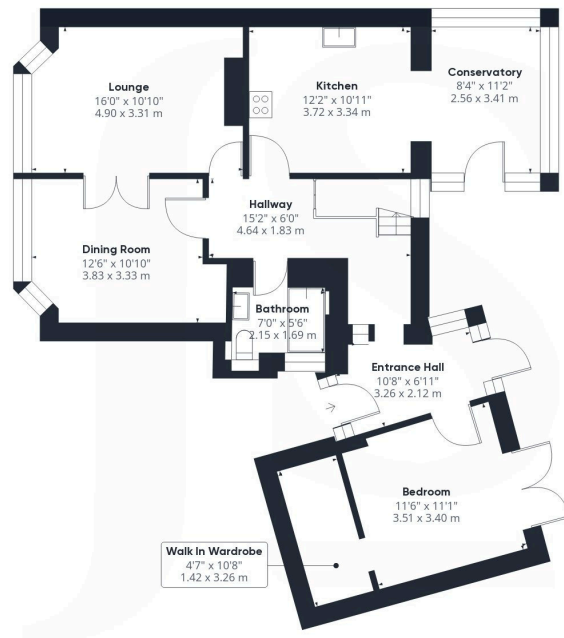 Lounge
16'0" x 10'10"
4.90 x 3.31 m
Kitchen
12'2" x 10'11"
3.72 x 3.34 m
Conservatory
8'4" x 11'2"
2.56 x 3.41 m
Hallway
15'2" x 6'0"
4.64 x 1.83 m
Dining Room
12'6" x 10'10"
3.83 x 3.33 m
Bathroom
7'0" x 5'6"
2.15 x 1.69 m
Entrance Hall
10'8" x 6'11"
3.26 x 2.12 m
Bedroom
11'6" x 11'1"
3.51 x 3.40 m
Walk In Wardrobe
4'7" x 10'8"
1.42 x 3.26 m